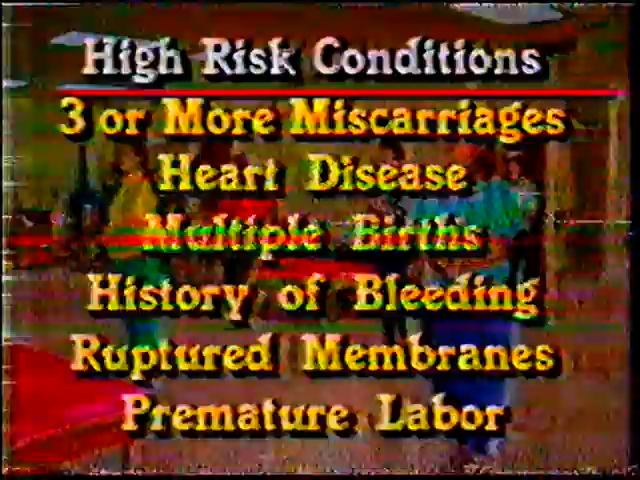 High Risk Conditions
3 or More Miscarriages
Heart Disease
Multiple Births
History of Bleeding
Ruptured Membranes
Premature Labor